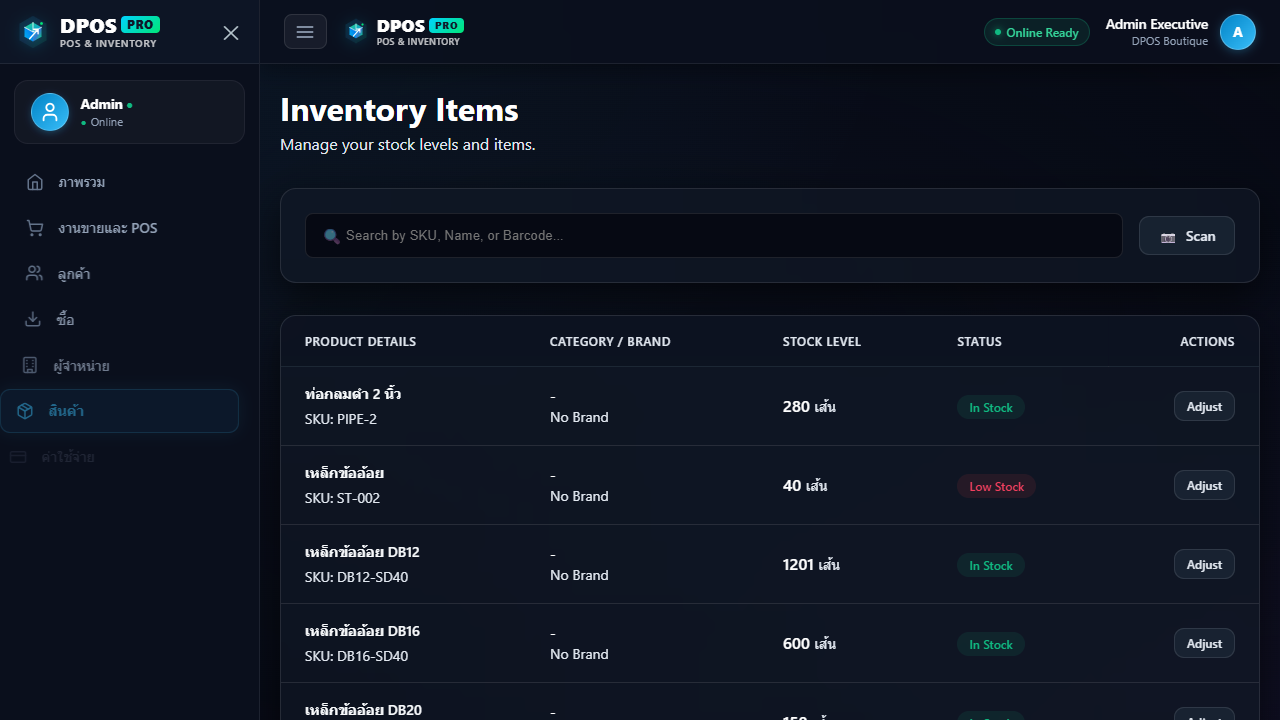 DPOS PRO
POS & INVENTORY
DPOS PRO
POS & INVENTORY
Online Ready
Admin Executive
DPOS Boutique
A
Admin
Online
ภาพรวม
งานขายและ POS
ลูกค้า
ซื้อ
ผู้จำหน่าย
สินค้า
ค่าใช้จ่าย
Inventory Items
Manage your stock levels and items.
Search by SKU, Name, or Barcode...
Scan
PRODUCT DETAILS CATEGORY / BRAND STOCK LEVEL STATUS ACTIONS
ท่อกลมดำ 2 นิ้ว
SKU: PIPE-2
-
No Brand
280 เส้น
In Stock
Adjust
เหล็กข้ออ้อย
SKU: ST-002
-
No Brand
40 เส้น
Low Stock
Adjust
เหล็กข้ออ้อย DB12
SKU: DB12-SD40
-
No Brand
1201 เส้น
In Stock
Adjust
เหล็กข้ออ้อย DB16
SKU: DB16-SD40
-
No Brand
600 เส้น
In Stock
Adjust
เหล็กข้ออ้อย DB20
-